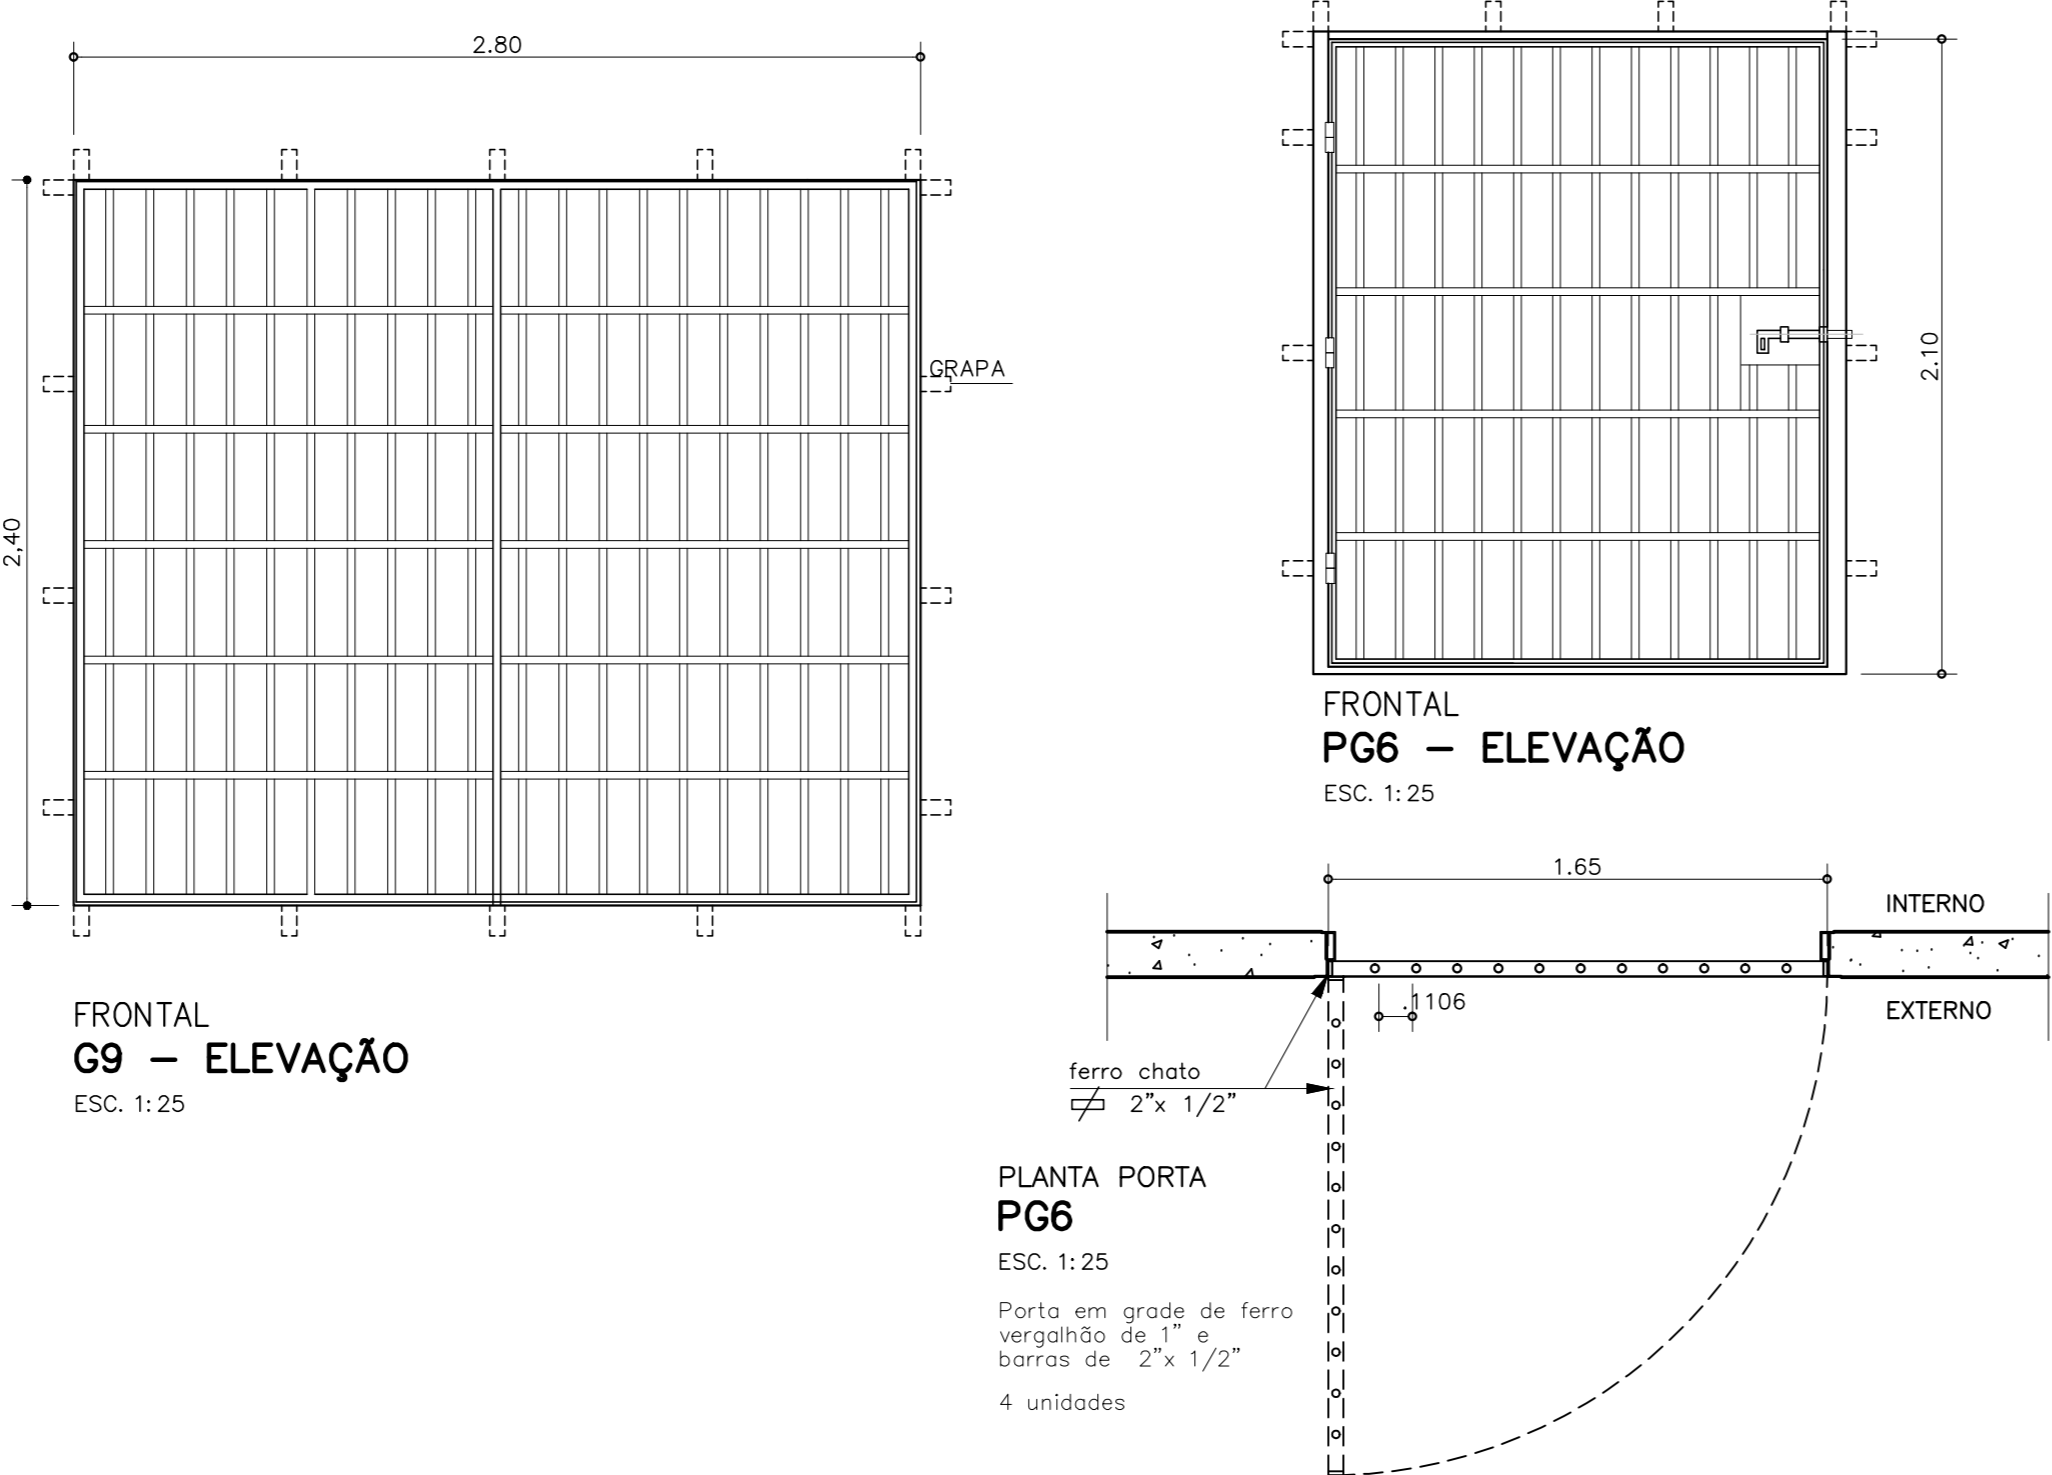 2.80
2,40
GRAPA
FRONTAL
G9 – ELEVAÇÃO
ESC. 1:25
2.10
FRONTAL
PG6 – ELEVAÇÃO
ESC. 1:25
1.65
INTERNO
EXTERNO
.1106
ferro chato
2”x 1/2”
PLANTA PORTA
PG6
ESC. 1:25
Porta em grade de ferro
vergalhão de 1” e
barras de 2”x 1/2”
4 unidades